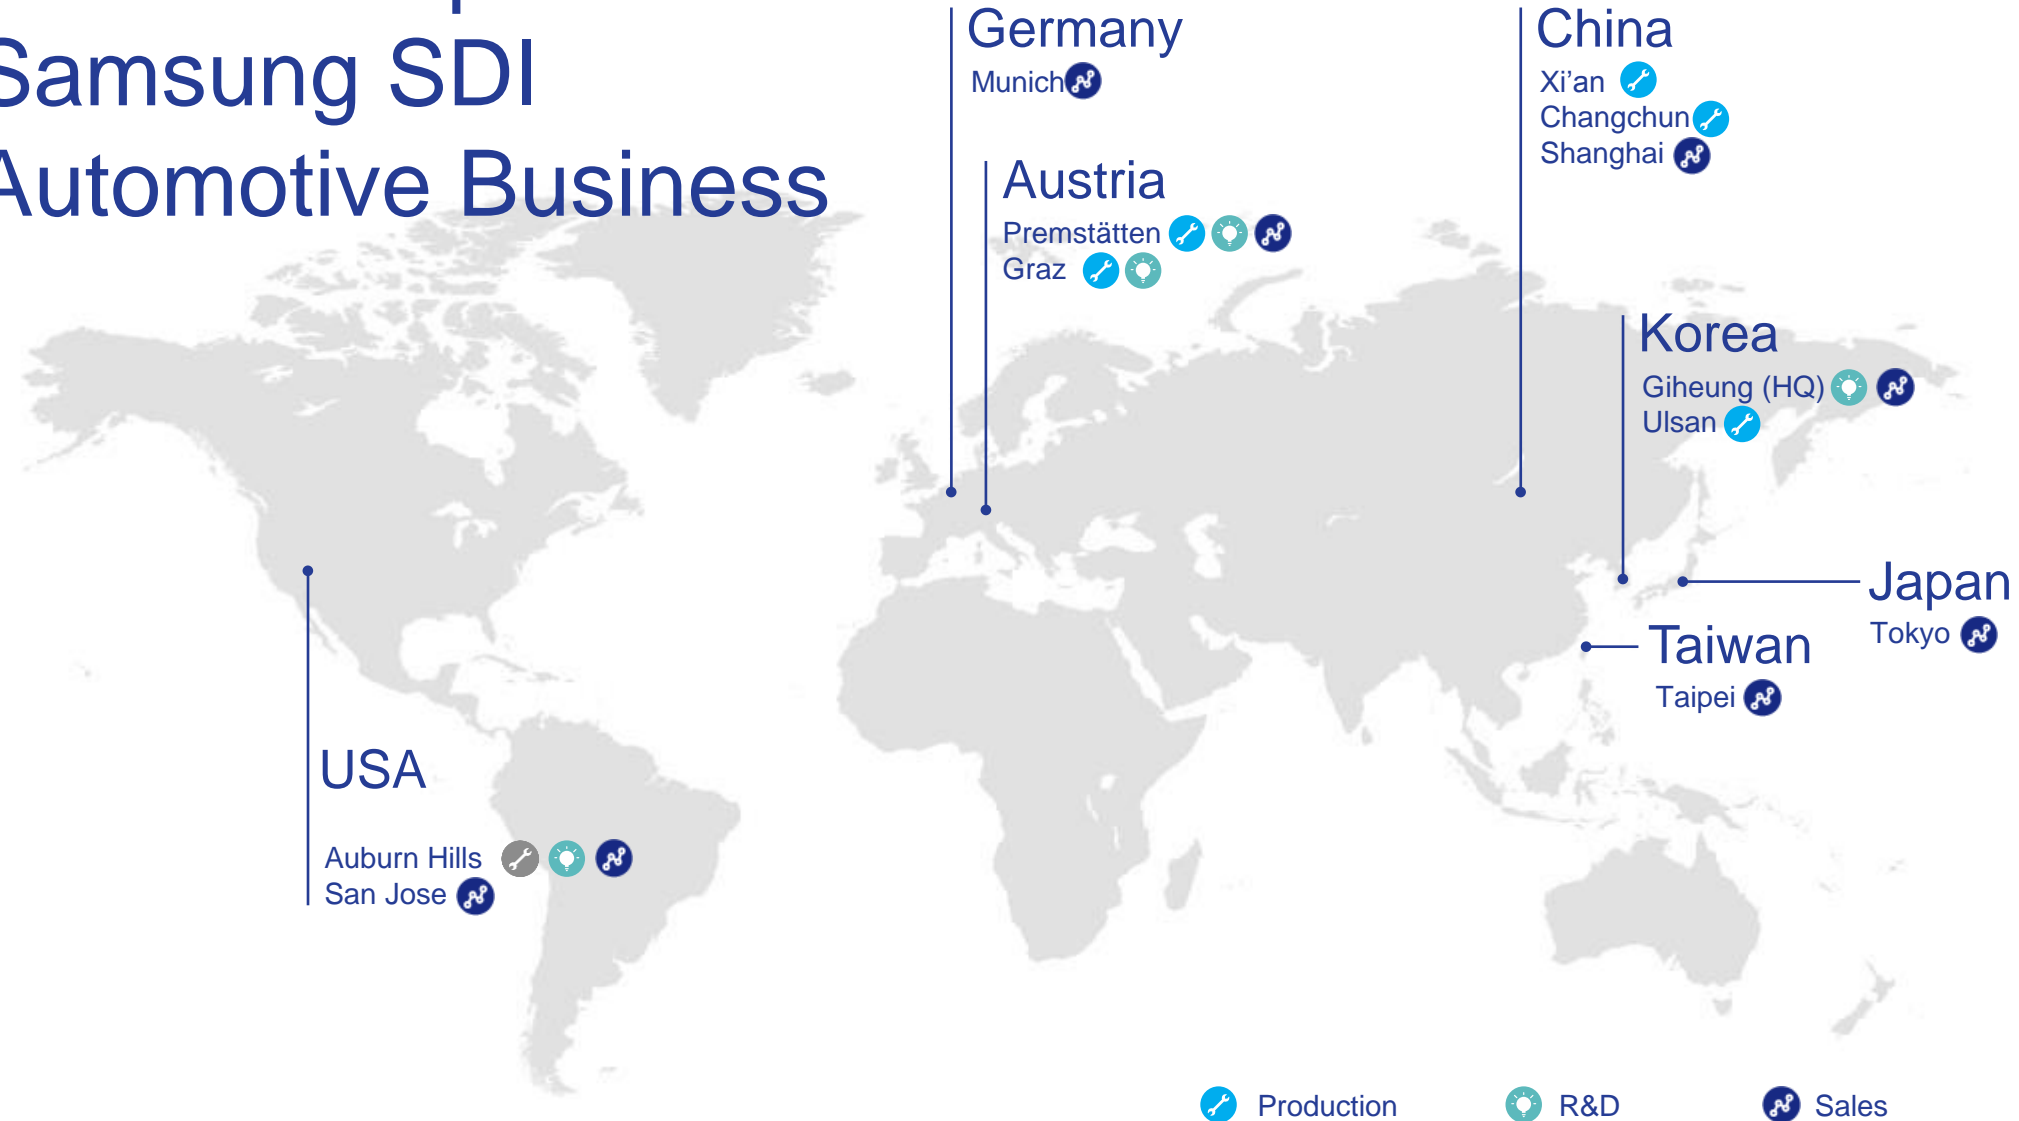 Samsung SDI
Automotive Business
Germany
Munich
China
Xi’an
Changchun
Shanghai
Austria
Premstätten
Graz
Korea
Giheung (HQ)
Ulsan
Japan
Tokyo
Taiwan
Taipei
USA
Auburn Hills
San Jose
Production
R&D
Sales